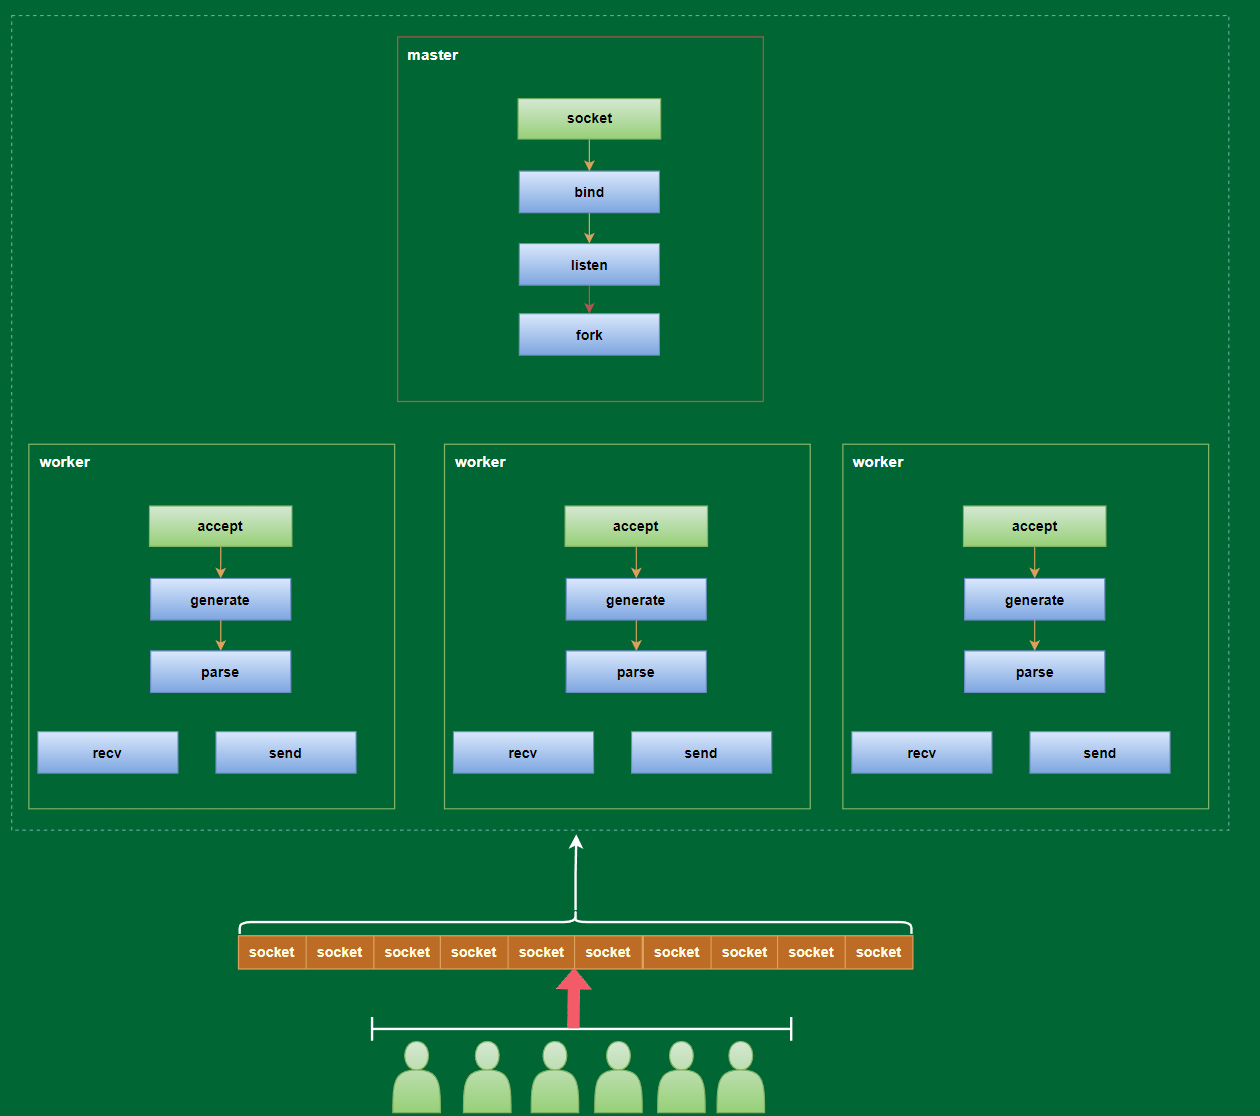 master
socket
bind
listen
fork
worker
accept
generate
parse
recv send
worker
accept
generate
parse
recv send
worker
accept
generate
parse
recv send
socket socket socket socket socket socket socket socket socket socket